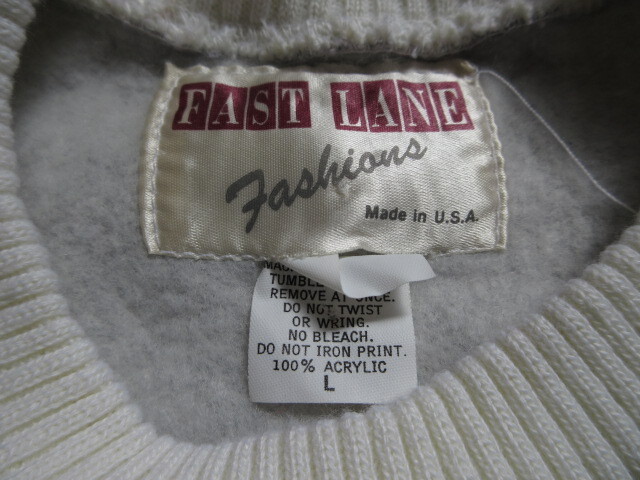 FAST LANE
Fashions
Made in U.S.A.
TUMBLE
REMOVE AT ONCE.
DO NOT TWIST
OR WRING.
NO BLEACH.
DO NOT IRON PRINT.
100% ACRYLIC
L